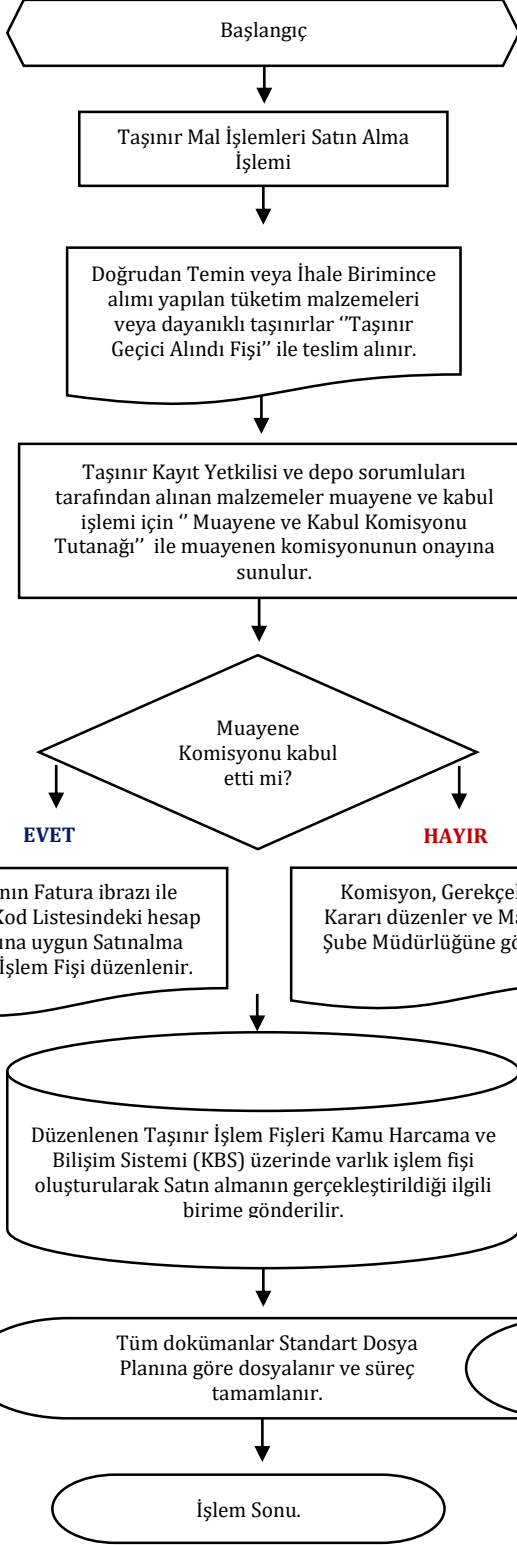 Başlangıç
Taşınır Mal İşlemleri Satın Alma
İşlemi
Doğrudan Temin veya İhale Birimince
alımı yapılan tüketim malzemeleri
veya dayanıklı taşınırlar ‘’Taşınır
Geçici Alındı Fişi’’ ile teslim alınır.
Taşınır Kayıt Yetkilisi ve depo sorumluları
tarafından alınan malzemeler muayene ve kabul
işlemi için ‘’ Muayene ve Kabul Komisyonu
Tutanağı’’ ile muayenen komisyonunun onayına
sunulur.
Muayene
Komisyonu kabul
etti mi?
EVET
HAYIR
Fatura ibrazı ile
Kod Listesindeki hesap
uygun Satınalma
İşlem Fişi düzenlenir.
Komisyon,
Kararı düzenler ve
Şube Müdürlüğüne
Düzenlenen Taşınır İşlem Fişleri Kamu Harcama ve
Bilişim Sistemi (KBS) üzerinde varlık işlem fişi
oluşturularak Satın almanın gerçekleştirildiği ilgili
birime gönderilir.
Tüm dokümanlar Standart Dosya
Planına göre dosyalanır ve süreç
tamamlanır.
İşlem Sonu.